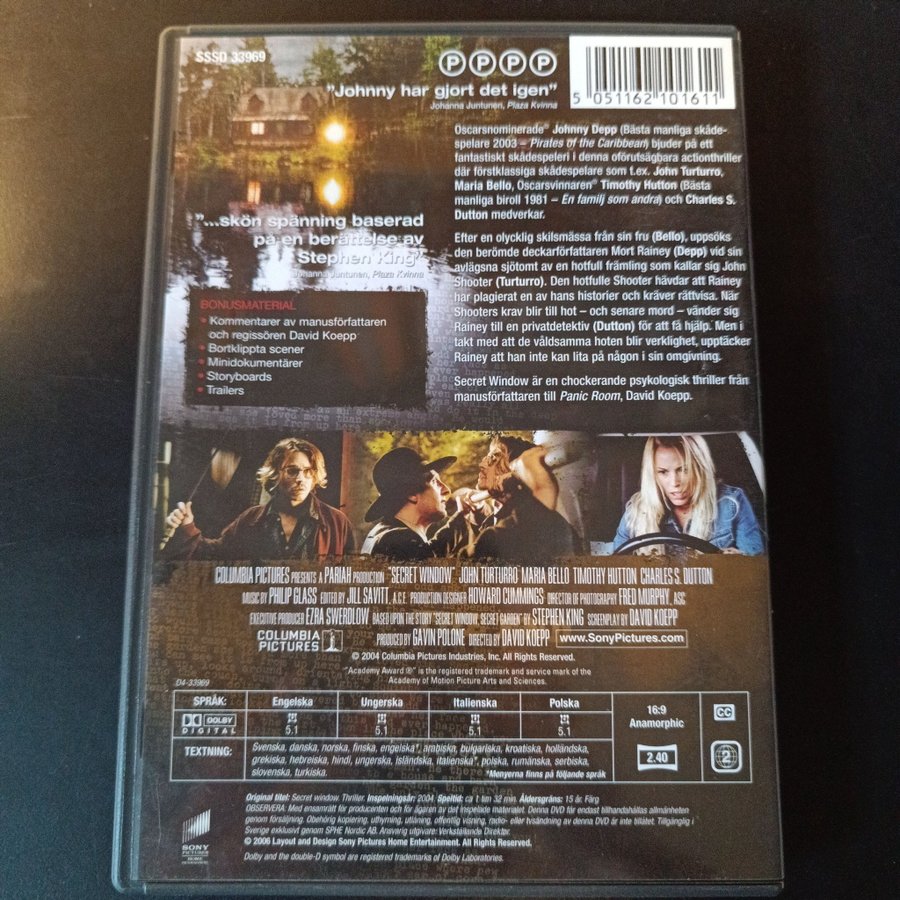 SSSD 33969
P P P P
"Johnny har gjort det igen"
Johanna Juntunen, Plaza Kvinna
5 051162 101611
Oscarsnominerade® Johnny Depp (Bästa manliga skåde-
spelare 2003 – Pirates of the Caribbean) bjuder på ett
fantastiskt skådespeleri i denna oförutsägbara actionthriller
där förstklassiga skådespelare som t.ex. John Turturro,
Maria Bello, Oscarsvinnaren® Timothy Hutton (Bästa
manliga biroll 1981 – En familj som andra) och Charles S.
Dutton medverkar.
"...skön spänning baserad
på en berättelse av
Stephen King"
Johanna Juntunen, Plaza Kvinna
Efter en olycklig skilsmässa från sin fru (Bello), uppsöks
den berömde deckarförfattaren Mort Rainey (Depp) vid sin
avlägsna sjötomt av en hotfull främling som kallar sig John
Shooter (Turturro). Den hotfulle Shooter hävdar att Rainey
har plagierat en av hans historier och kräver rättvisa. När
Shooters krav blir till hot – och senare mord – vänder sig
Rainey till en privatdetektiv (Dutton) för att få hjälp. Men i
takt med att de våldsamma hoten blir verklighet, upptäcker
Rainey att han inte kan lita på någon i sin omgivning.
Secret Window är en chockerande psykologisk thriller från
manusförfattaren till Panic Room, David Koepp.
BONUSMATERIAL
• Kommentarer av manusförfattaren
och regissören David Koepp
• Bortklippta scener
• Minidokumentärer
• Storyboards
• Trailers
COLUMBIA PICTURES PRESENTS A PARIAH PRODUCTION "SECRET WINDOW" JOHN TURTURRO MARIA BELLO TIMOTHY HUTTON CHARLES S. DUTTON
MUSIC BY PHILIP GLASS EDITED BY JILL SAVITT, A.C.E. PRODUCTION DESIGNER HOWARD CUMMINGS DIRECTOR OF PHOTOGRAPHY FRED MURPHY, ASC
EXECUTIVE PRODUCER EZRA SWERDLOW BASED UPON THE STORY "SECRET WINDOW, SECRET GARDEN" BY STEPHEN KING SCREENPLAY BY DAVID KOEPP
COLUMBIA PICTURES PRODUCED BY GAVIN POLONE DIRECTED BY DAVID KOEPP www.SonyPictures.com
© 2004 Columbia Pictures Industries, Inc. All Rights Reserved.
"Academy Award ®" is the registered trademark and service mark of the
Academy of Motion Picture Arts and Sciences.
D4-33969
SPRÅK: Engelska Ungerska Italienska Polska
DOLBY DIGITAL 5.1 5.1 5.1 5.1
TEXTNING: Svenska, danska, norska, finska, engelska*, arabiska, bulgariska, kroatiska, holländska,
grekiska, hebreiska, hindi, ungerska, isländska, italienska*, polska, rumänska, serbiska,
slovenska, turkiska. *Menyerna finns på följande språk
16:9
Anamorphic
2.40
CC
2
Original titel: Secret window. Thriller. Inspelningsår: 2004. Speltid: ca 1 tim 32 min. Åldersgräns: 15 år. Färg
OBSERVERA. Med ensamrätt för producenten och för ägaren av det inspelade materialet. Denna DVD får endast tillhandahållas allmänheten
genom försäljning. Obehörig kopiering, uthyrning, utlåning, offentlig visning, radio- eller tvsändning av denna DVD är inte tillåtet. Tillgänglig i
Sverige exklusivt genom SPHE Nordic AB. Ansvarig utgivare: Verkställande Direktör.
© 2006 Layout and Design Sony Pictures Home Entertainment. All Rights Reserved.
Dolby and the double-D symbol are registered trademarks of Dolby Laboratories.
SONY
PICTURES
HOME
ENTERTAINMENT